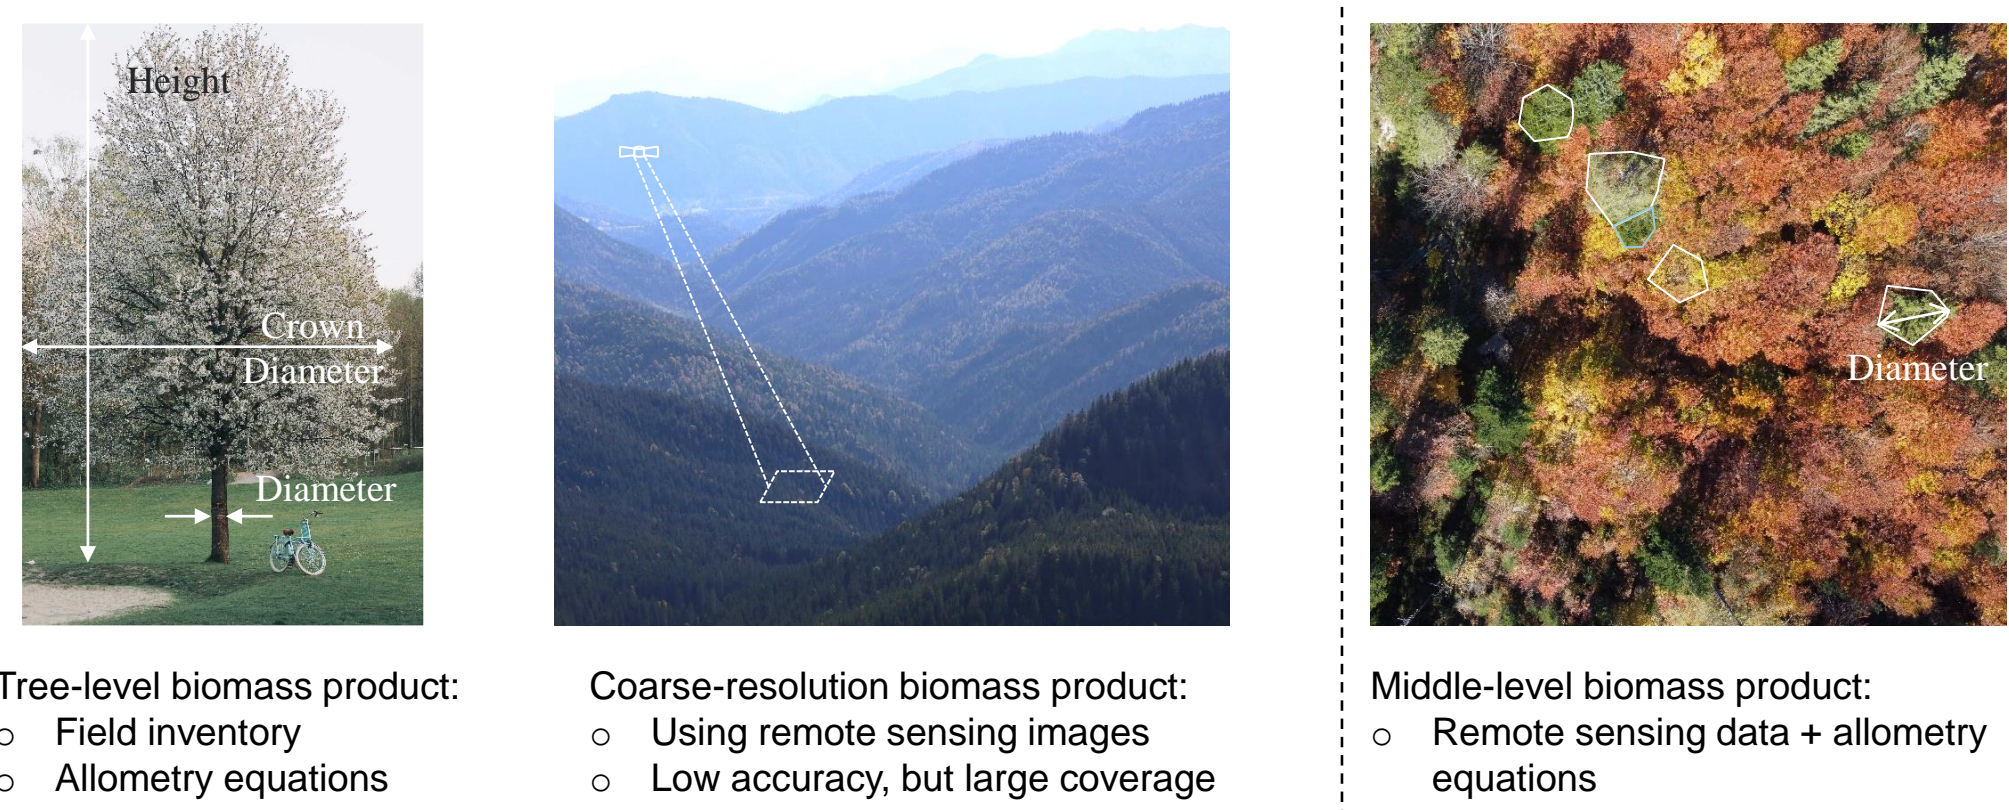 Height
Crown
Diameter
Diameter
Diameter
Tree-level biomass product:
o Field inventory
o Allometry equations
Coarse-resolution biomass product:
o Using remote sensing images
o Low accuracy, but large coverage
Middle-level biomass product:
o Remote sensing data + allometry
equations